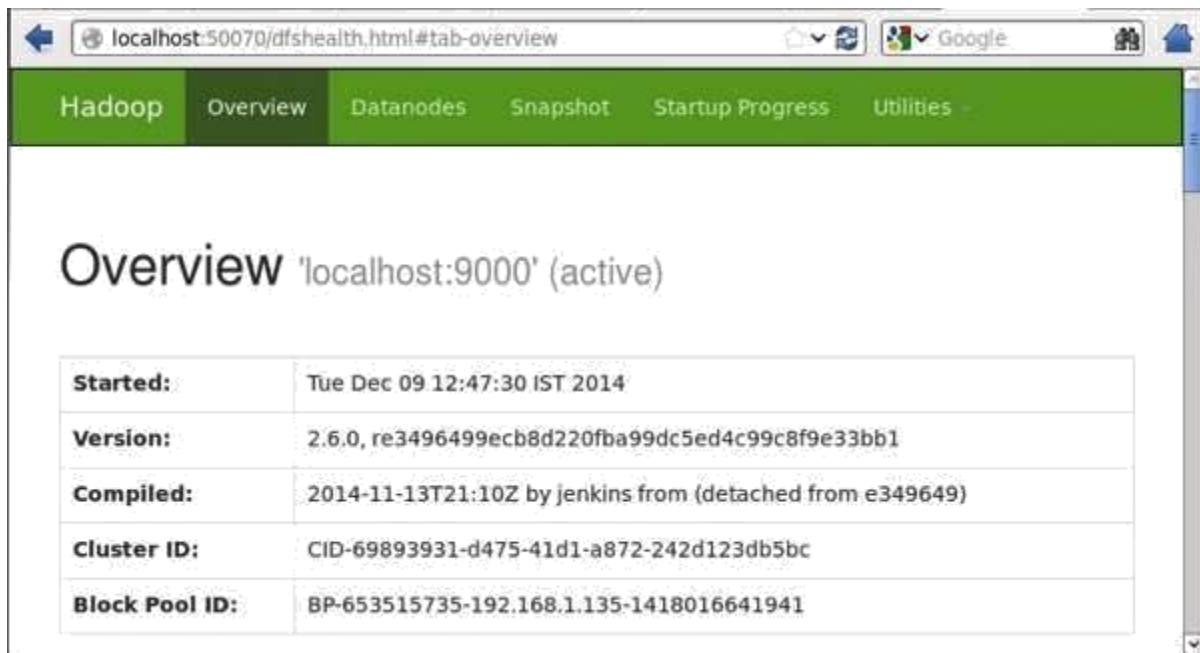 localhost:50070/dfshealth.html#tab-overview Google
Hadoop Overview Datanodes Snapshot Startup Progress Utilities
Overview 'localhost:9000' (active)
Started: Tue Dec 09 12:47:30 IST 2014
Version: 2.6.0, re3496499ecb8d220fba99dc5ed4c99c8f9e33bb1
Compiled: 2014-11-13T21:10Z by jenkins from (detached from e349649)
Cluster ID: CID-69893931-d475-41d1-a872-242d123db5bc
Block Pool ID: BP-653515735-192.168.1.135-1418016641941